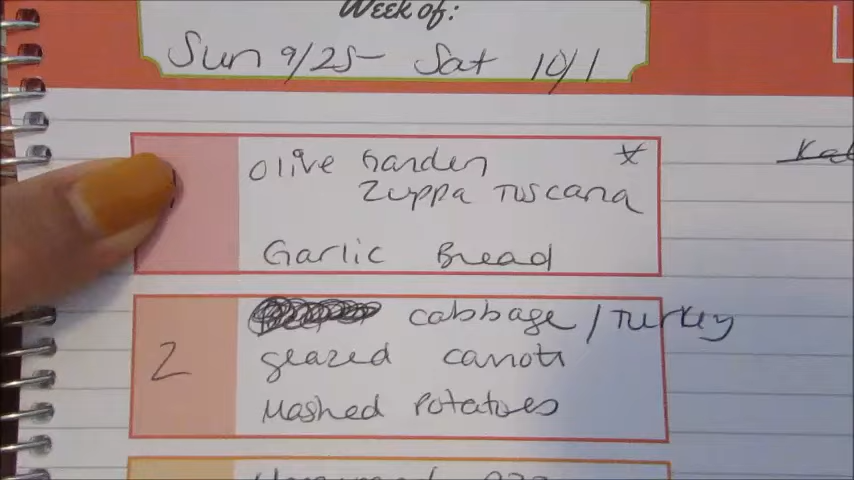 Week of:
Sun 9/25 - Sat 10/1
Olive Garden *
Zuppa Tuscana
Garlic Bread
2
cabbage / Turkey
glazed carrots
Mashed Potatoes